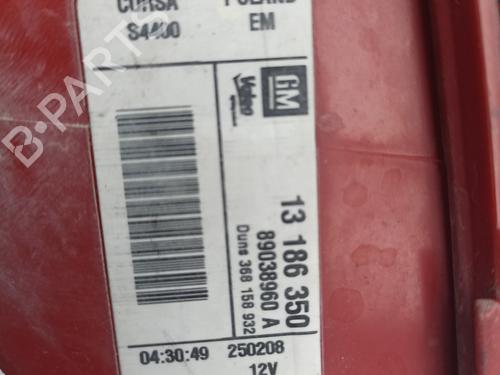 CORSA POLAND
S4400 EM
GM
Valeo
13 186 350
89038960 A
Duns 368 158 932
04:30:49 250208
12V
B-PARTS